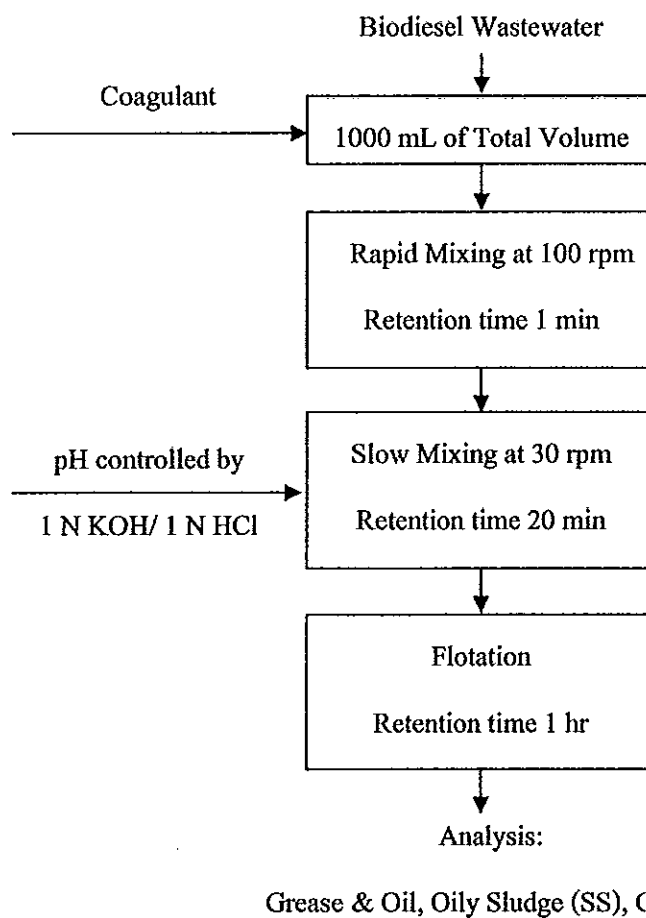 Biodiesel Wastewater
Coagulant
1000 mL of Total Volume
Rapid Mixing at 100 rpm
Retention time 1 min
pH controlled by
1 N KOH/ 1 N HCl
Slow Mixing at 30 rpm
Retention time 20 min
Flotation
Retention time 1 hr
Analysis:
Grease & Oil, Oily Sludge (SS),